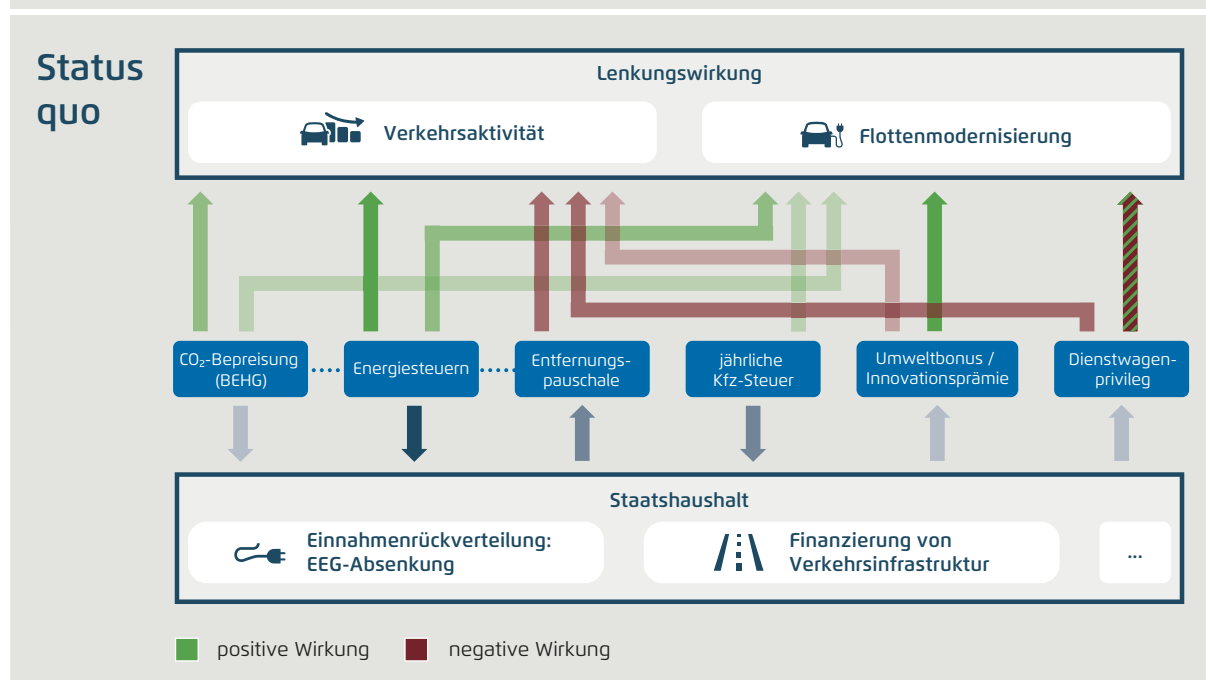 Status
quo
Lenkungswirkung
Verkehrsaktivität
Flottenmodernisierung
CO₂-Bepreisung
(BEHG)
Energiesteuern
Entfernungs-
pauschale
jährliche
Kfz-Steuer
Umweltbonus /
Innovationsprämie
Dienstwagen-
privileg
Staatshaushalt
Einnahmenrückverteilung:
EEG-Absenkung
Finanzierung von
Verkehrsinfrastruktur
...
positive Wirkung
negative Wirkung